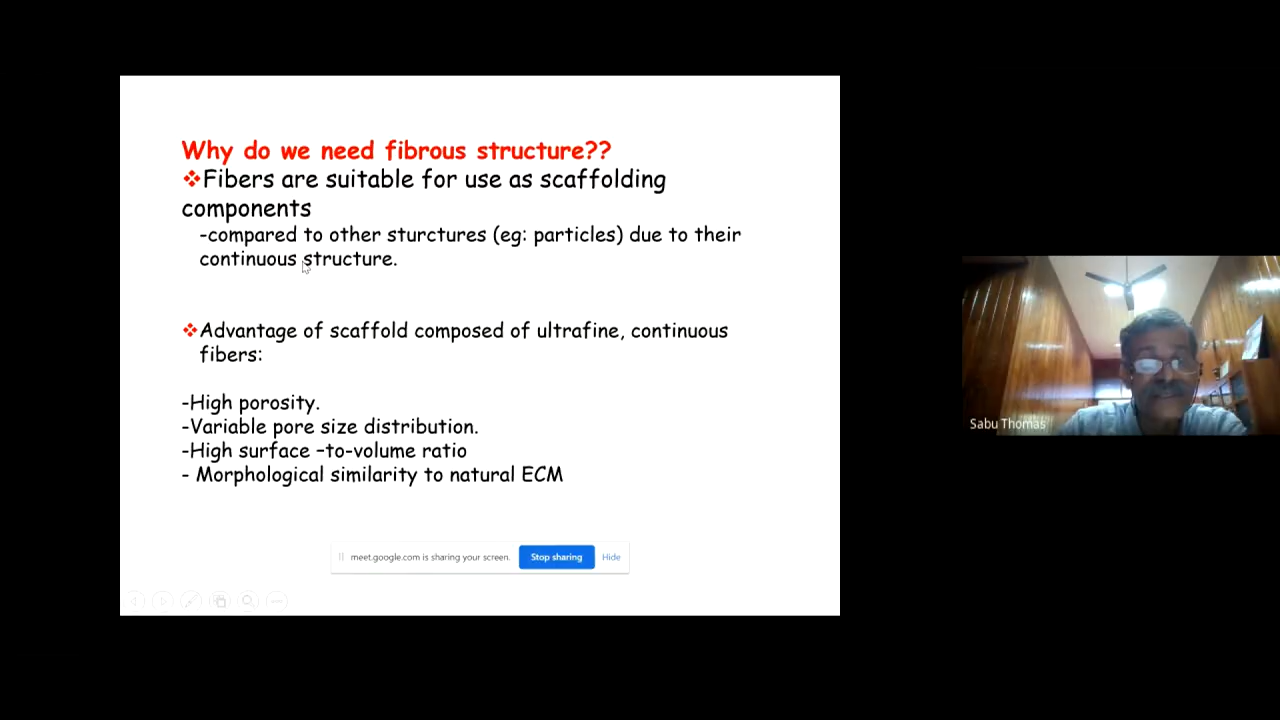 Why do we need fibrous structure??
❖Fibers are suitable for use as scaffolding
components
-compared to other sturctures (eg: particles) due to their
continuous structure.
❖Advantage of scaffold composed of ultrafine, continuous
fibers:
-High porosity.
-Variable pore size distribution.
-High surface –to-volume ratio
- Morphological similarity to natural ECM
meet.google.com is sharing your screen. Stop sharing Hide
Sabu Thomas